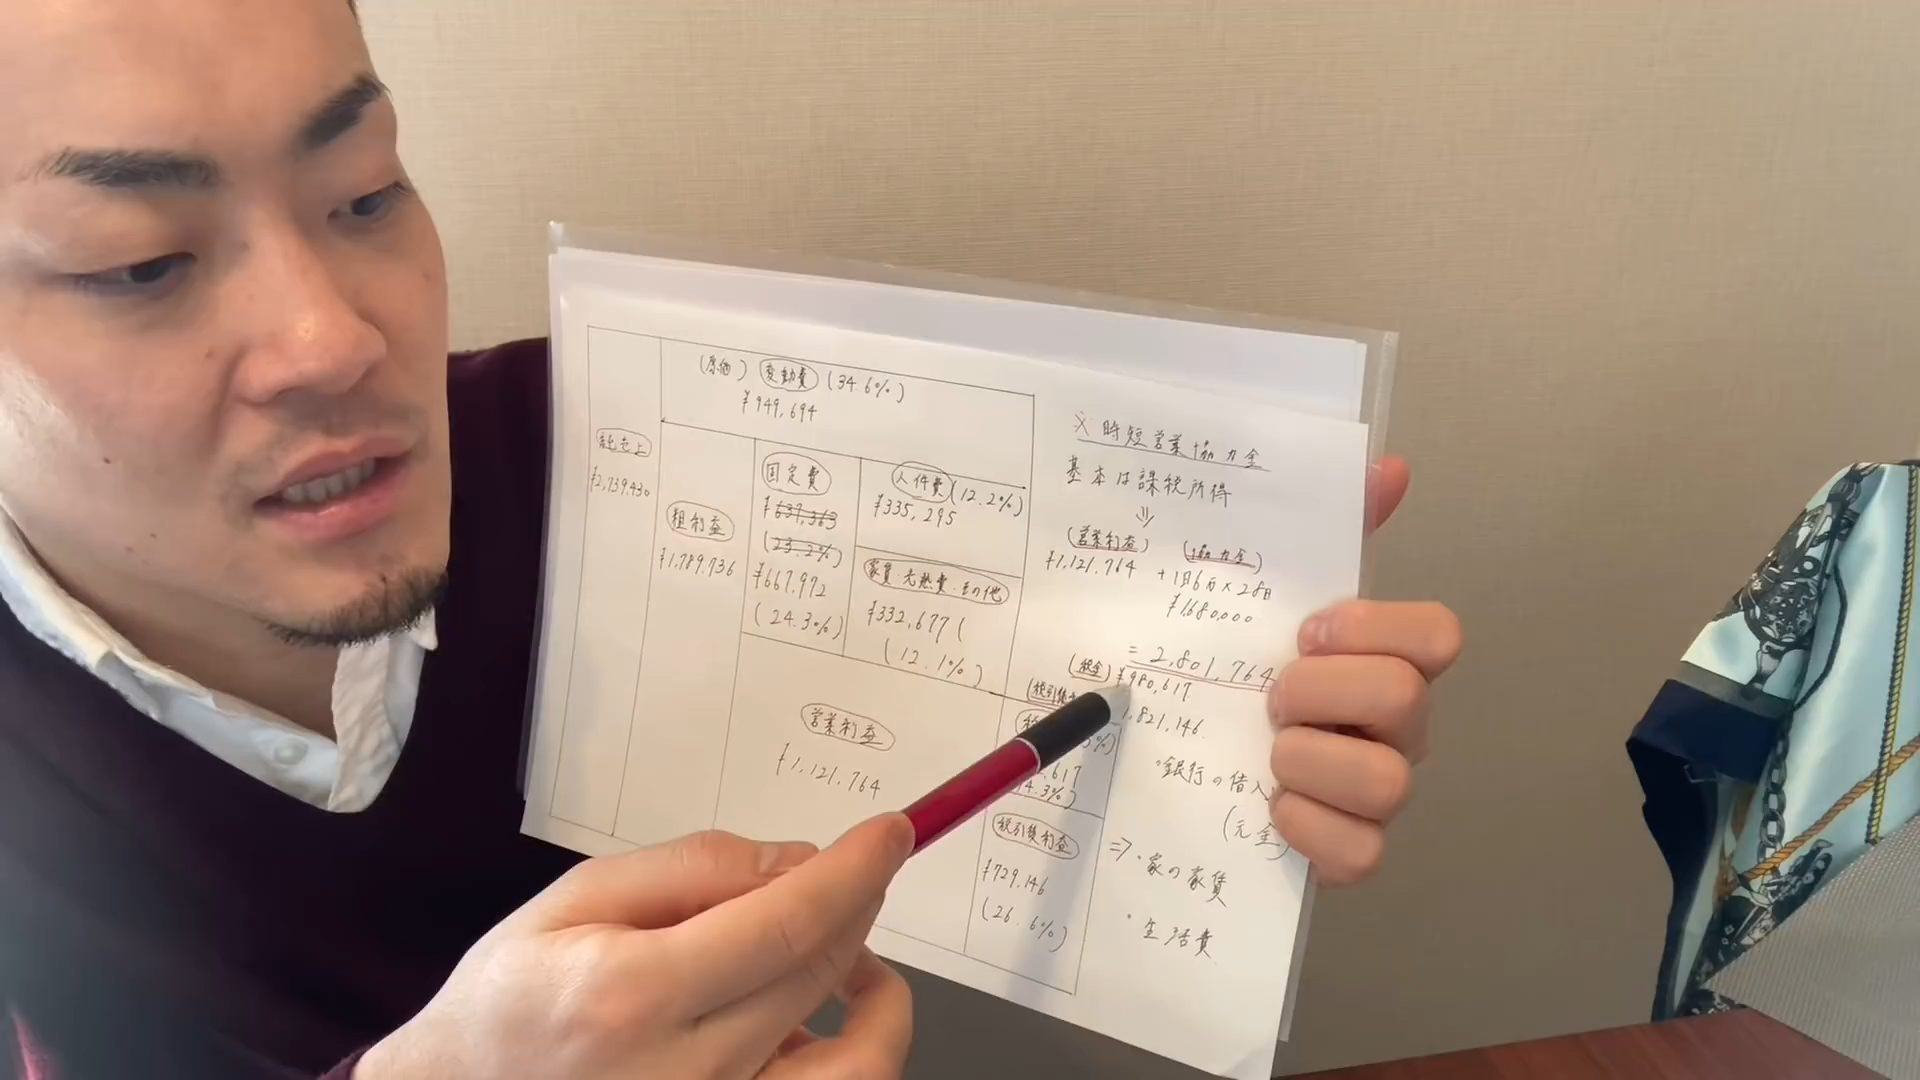 (原価) 変動費 (34.6%)
¥949,694
純売上
¥2,739,430
粗利益
¥1,789,736
固定費
¥637,363
(23.2%)
¥667,972
(24.3%)
人件費 (12.2%)
¥335,295
家賃・光熱費・その他
¥332,677 (
(12.1%)
営業利益
¥1,121,764
税引後利益
¥729,146
(26.6%)
※時短営業協力金
基本は課税所得
(営業利益) (協力金)
¥1,121,764 + 1日6万×28日
¥1,680,000
= 2,801,764
(税金) ¥980,617
1,821,146
・銀行の借入
(元金)
⇒・家の家賃
・生活費